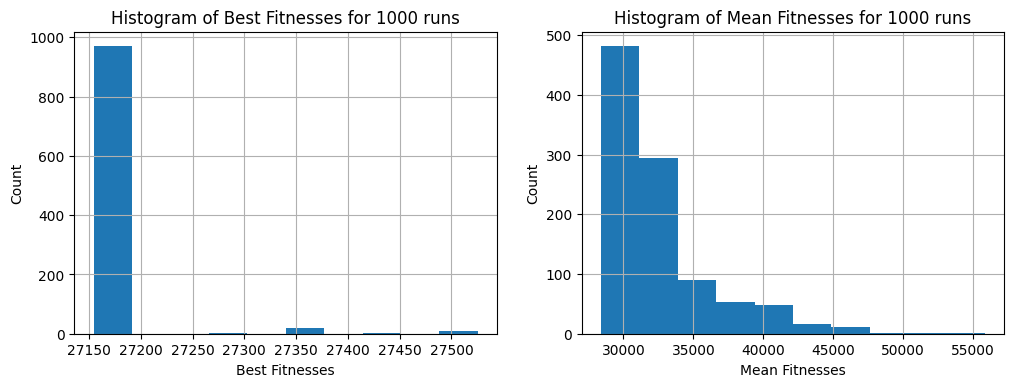 Histogram of Best Fitnesses for 1000 runs
1000
800
600
400
200
0
Count
27150 27200 27250 27300 27350 27400 27450 27500
Best Fitnesses
Histogram of Mean Fitnesses for 1000 runs
500
400
300
200
100
0
Count
30000 35000 40000 45000 50000 55000
Mean Fitnesses